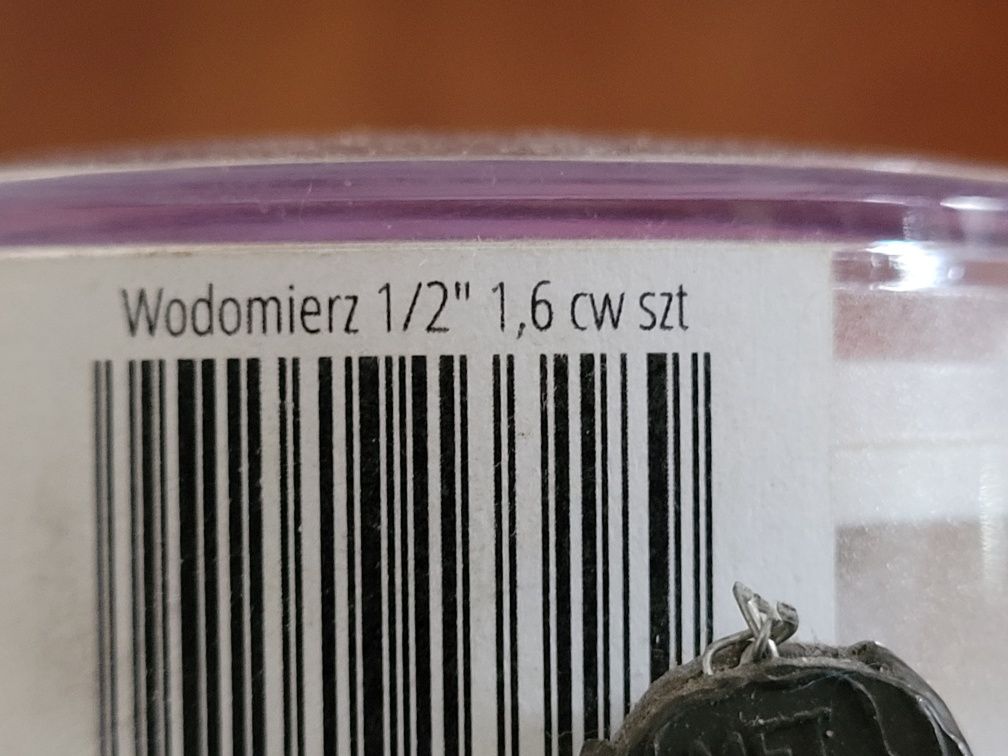 Wodomierz 1/2" 1,6 cw szt